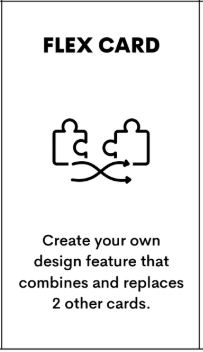 FLEX CARD
Create your own
design feature that
combines and replaces
2 other cards.